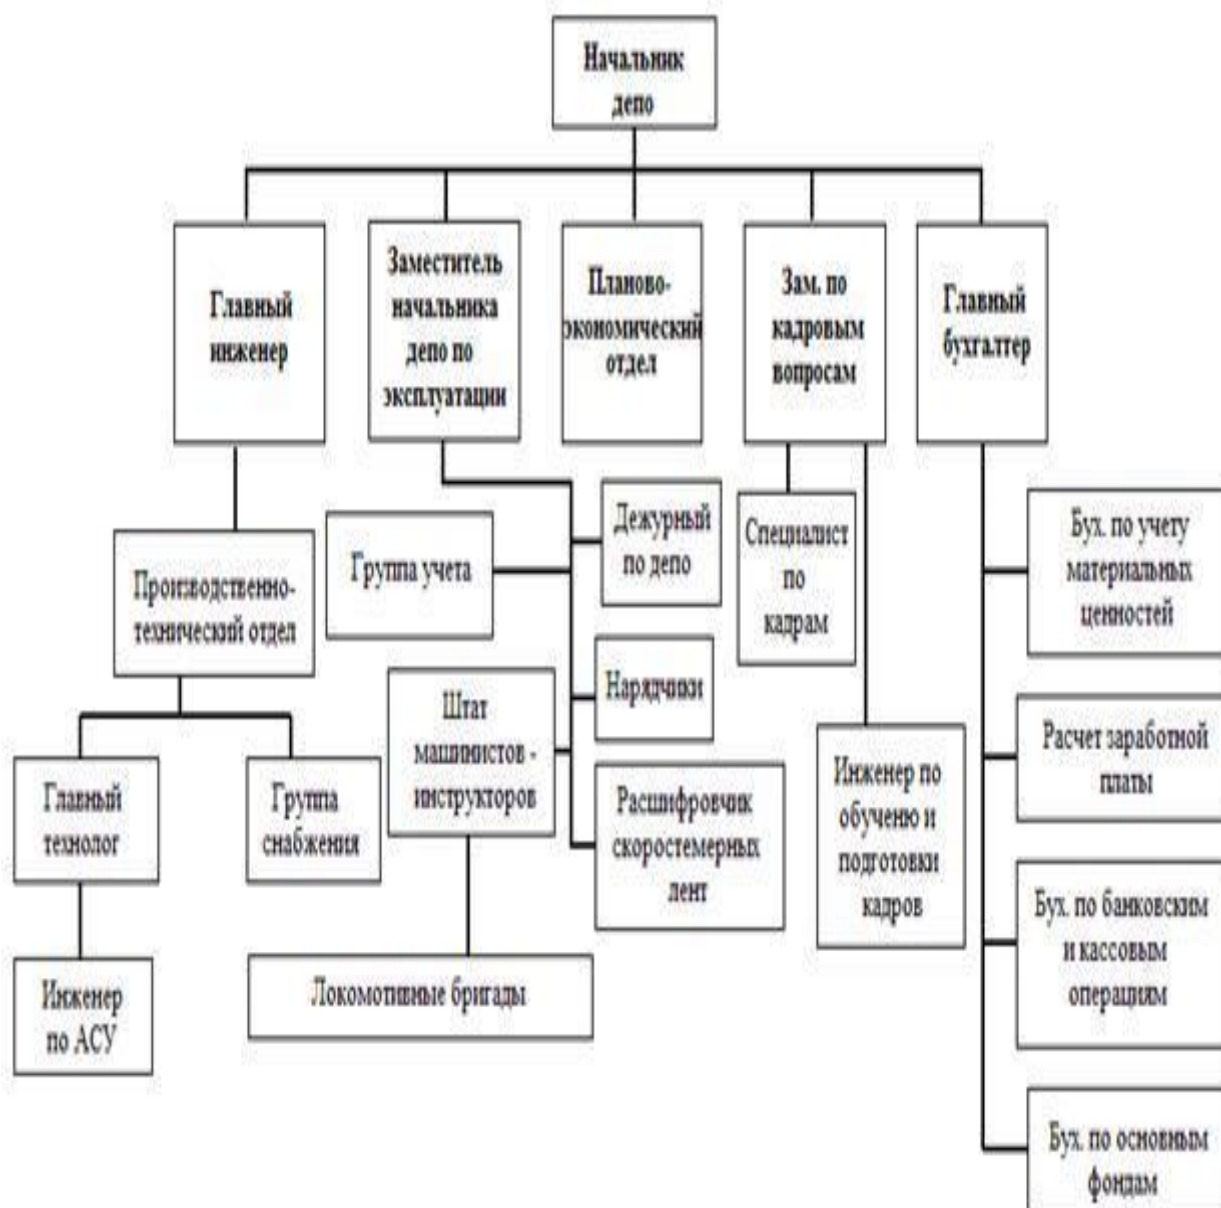 Начальник
депо
Главный
инженер
Заместитель
начальника
депо по
эксплуатации
Планово-
экономический
отдел
Зам. по
кадровым
вопросам
Главный
бухгалтер
Производственно-
технический отдел
Группа учета
Дежурный
по депо
Специалист
по
кадрам
Бух. по учету
материальных
ценностей
Штат
машинистов -
инструкторов
Нарядчики
Расшифровчик
скоростемерных
лент
Инженер по
обученю и
подготовки
кадров
Расчет заработной
платы
Главный
технолог
Группа
снабжения
Бух. по банковским
и кассовым
операциям
Инженер
по АСУ
Локомотивные бригады
Бух. по основным
фондам